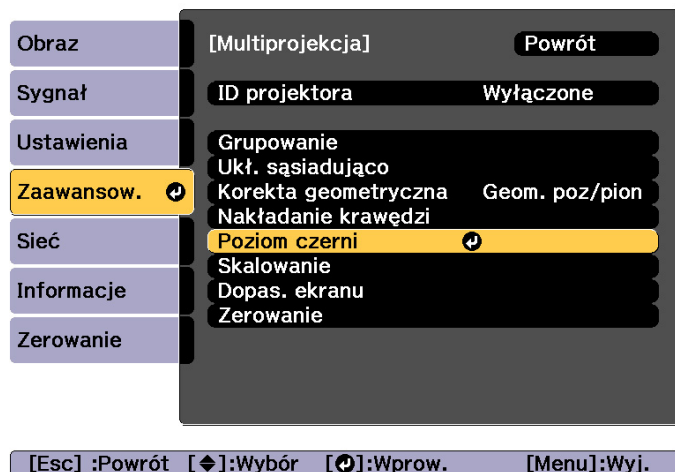 Obraz
Sygnał
Ustawienia
Zaawansow.
Sieć
Informacje
Zerowanie
[Multiprojekcja] Powrót
ID projektora Wyłączone
Grupowanie
Ukł. sąsiadująco
Korekta geometryczna Geom. poz/pion
Nakładanie krawędzi
Poziom czerni
Skalowanie
Dopas. ekranu
Zerowanie
[Esc] :Powrót [◆]:Wybór [↵]:Wprow. [Menu]:Wyj.